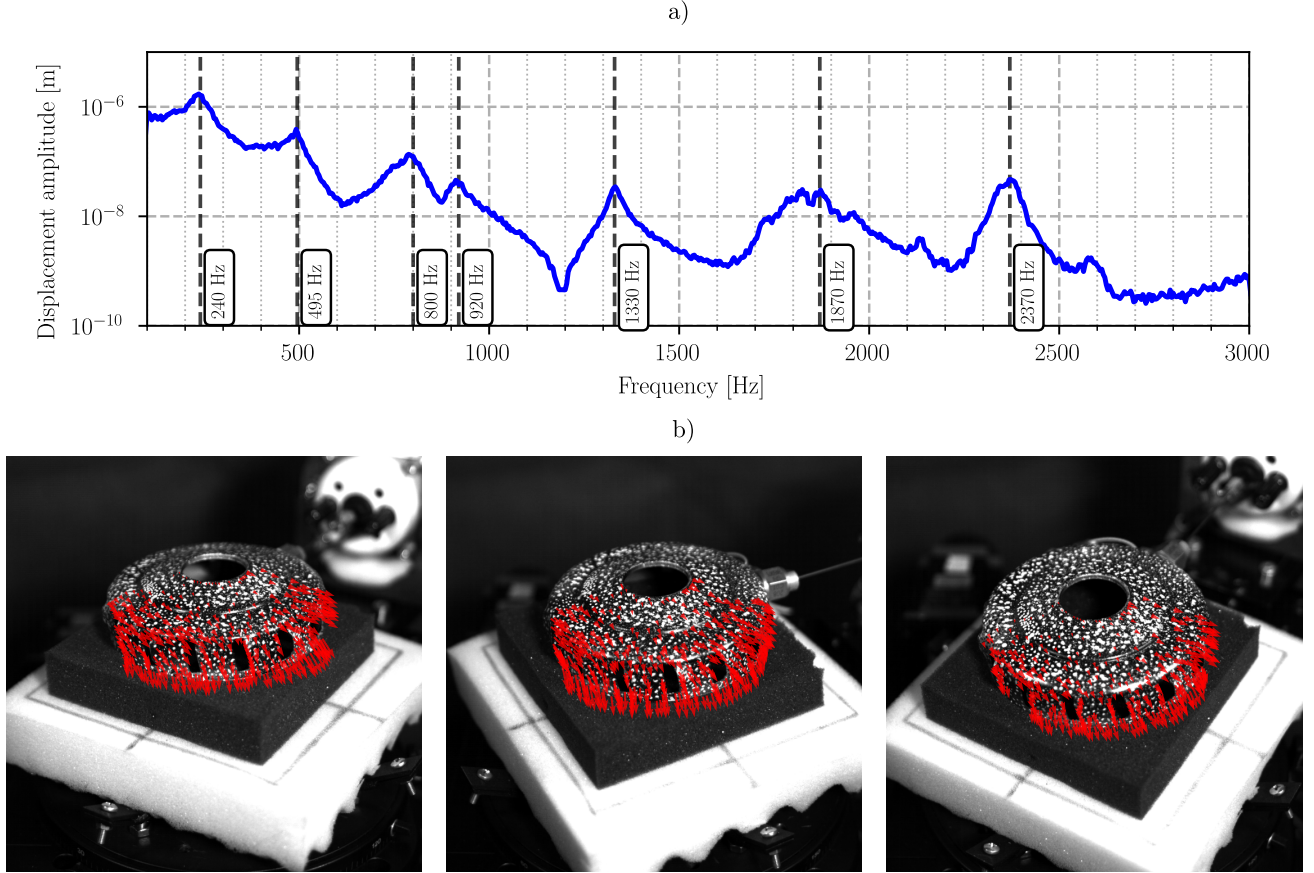 a)
Displacement amplitude [m]
10⁻⁶
10⁻⁸
10⁻¹⁰
240 Hz
495 Hz
800 Hz
920 Hz
1330 Hz
1870 Hz
2370 Hz
500
1000
1500
2000
2500
3000
Frequency [Hz]
b)